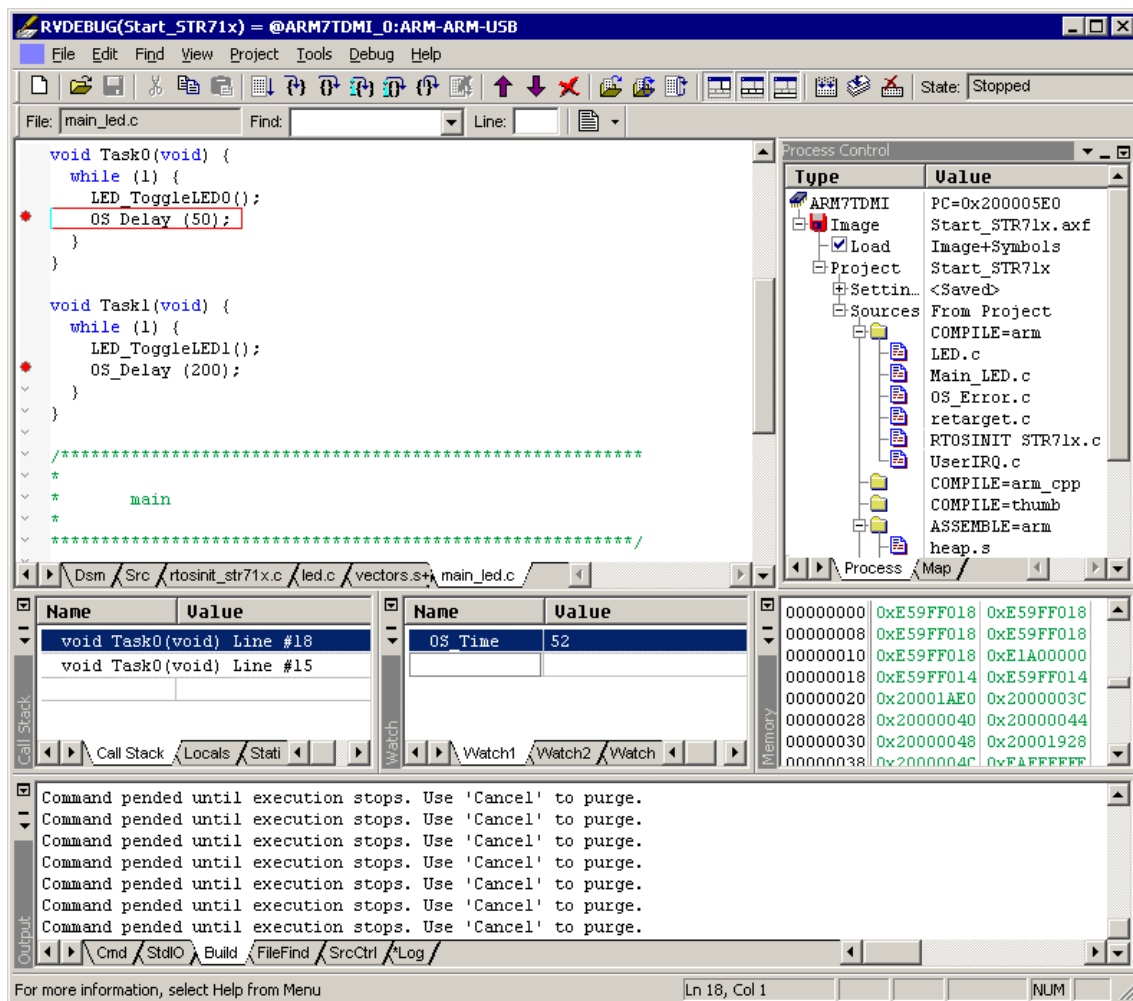 RVDEBUG(Start_STR71x) = @ARM7TDMI_0:ARM-ARM-USB
File Edit Find View Project Tools Debug Help
State: Stopped
File: main_led.c Find: Line:
void Task0(void) {
while (1) {
LED_ToggleLED0();
OS_Delay (50);
}
}
void Task1(void) {
while (1) {
LED_ToggleLED1();
OS_Delay (200);
}
}
/**********************************************************
*
* main
*
**********************************************************/
Dsm Src rtosinit_str71x.c led.c vectors.s+ main_led.c
Process Control
Type Value
ARM7TDMI PC=0x200005E0
Image Start_STR71x.axf
Load Image+Symbols
Project Start_STR71x
Settin... <Saved>
Sources From Project
COMPILE=arm
LED.c
Main_LED.c
OS_Error.c
retarget.c
RTOSINIT_STR71x.c
UserIRQ.c
COMPILE=arm_cpp
COMPILE=thumb
ASSEMBLE=arm
heap.s
Process Map
Call Stack
Name Value
void Task0(void) Line #18
void Task0(void) Line #15
Call Stack Locals Stati
Watch
Name Value
OS_Time 52
Watch1 Watch2 Watch
Memory
00000000 0xE59FF018 0xE59FF018
00000008 0xE59FF018 0xE59FF018
00000010 0xE59FF018 0xE1A00000
00000018 0xE59FF014 0xE59FF014
00000020 0x20001AE0 0x2000003C
00000028 0x20000040 0x20000044
00000030 0x20000048 0x20001928
00000038 0x2000004C 0xEAFFFFFE
Output
Command pended until execution stops. Use 'Cancel' to purge.
Command pended until execution stops. Use 'Cancel' to purge.
Command pended until execution stops. Use 'Cancel' to purge.
Command pended until execution stops. Use 'Cancel' to purge.
Command pended until execution stops. Use 'Cancel' to purge.
Command pended until execution stops. Use 'Cancel' to purge.
Command pended until execution stops. Use 'Cancel' to purge.
Cmd StdIO Build FileFind SrcCtrl *Log
For more information, select Help from Menu Ln 18, Col 1 NUM